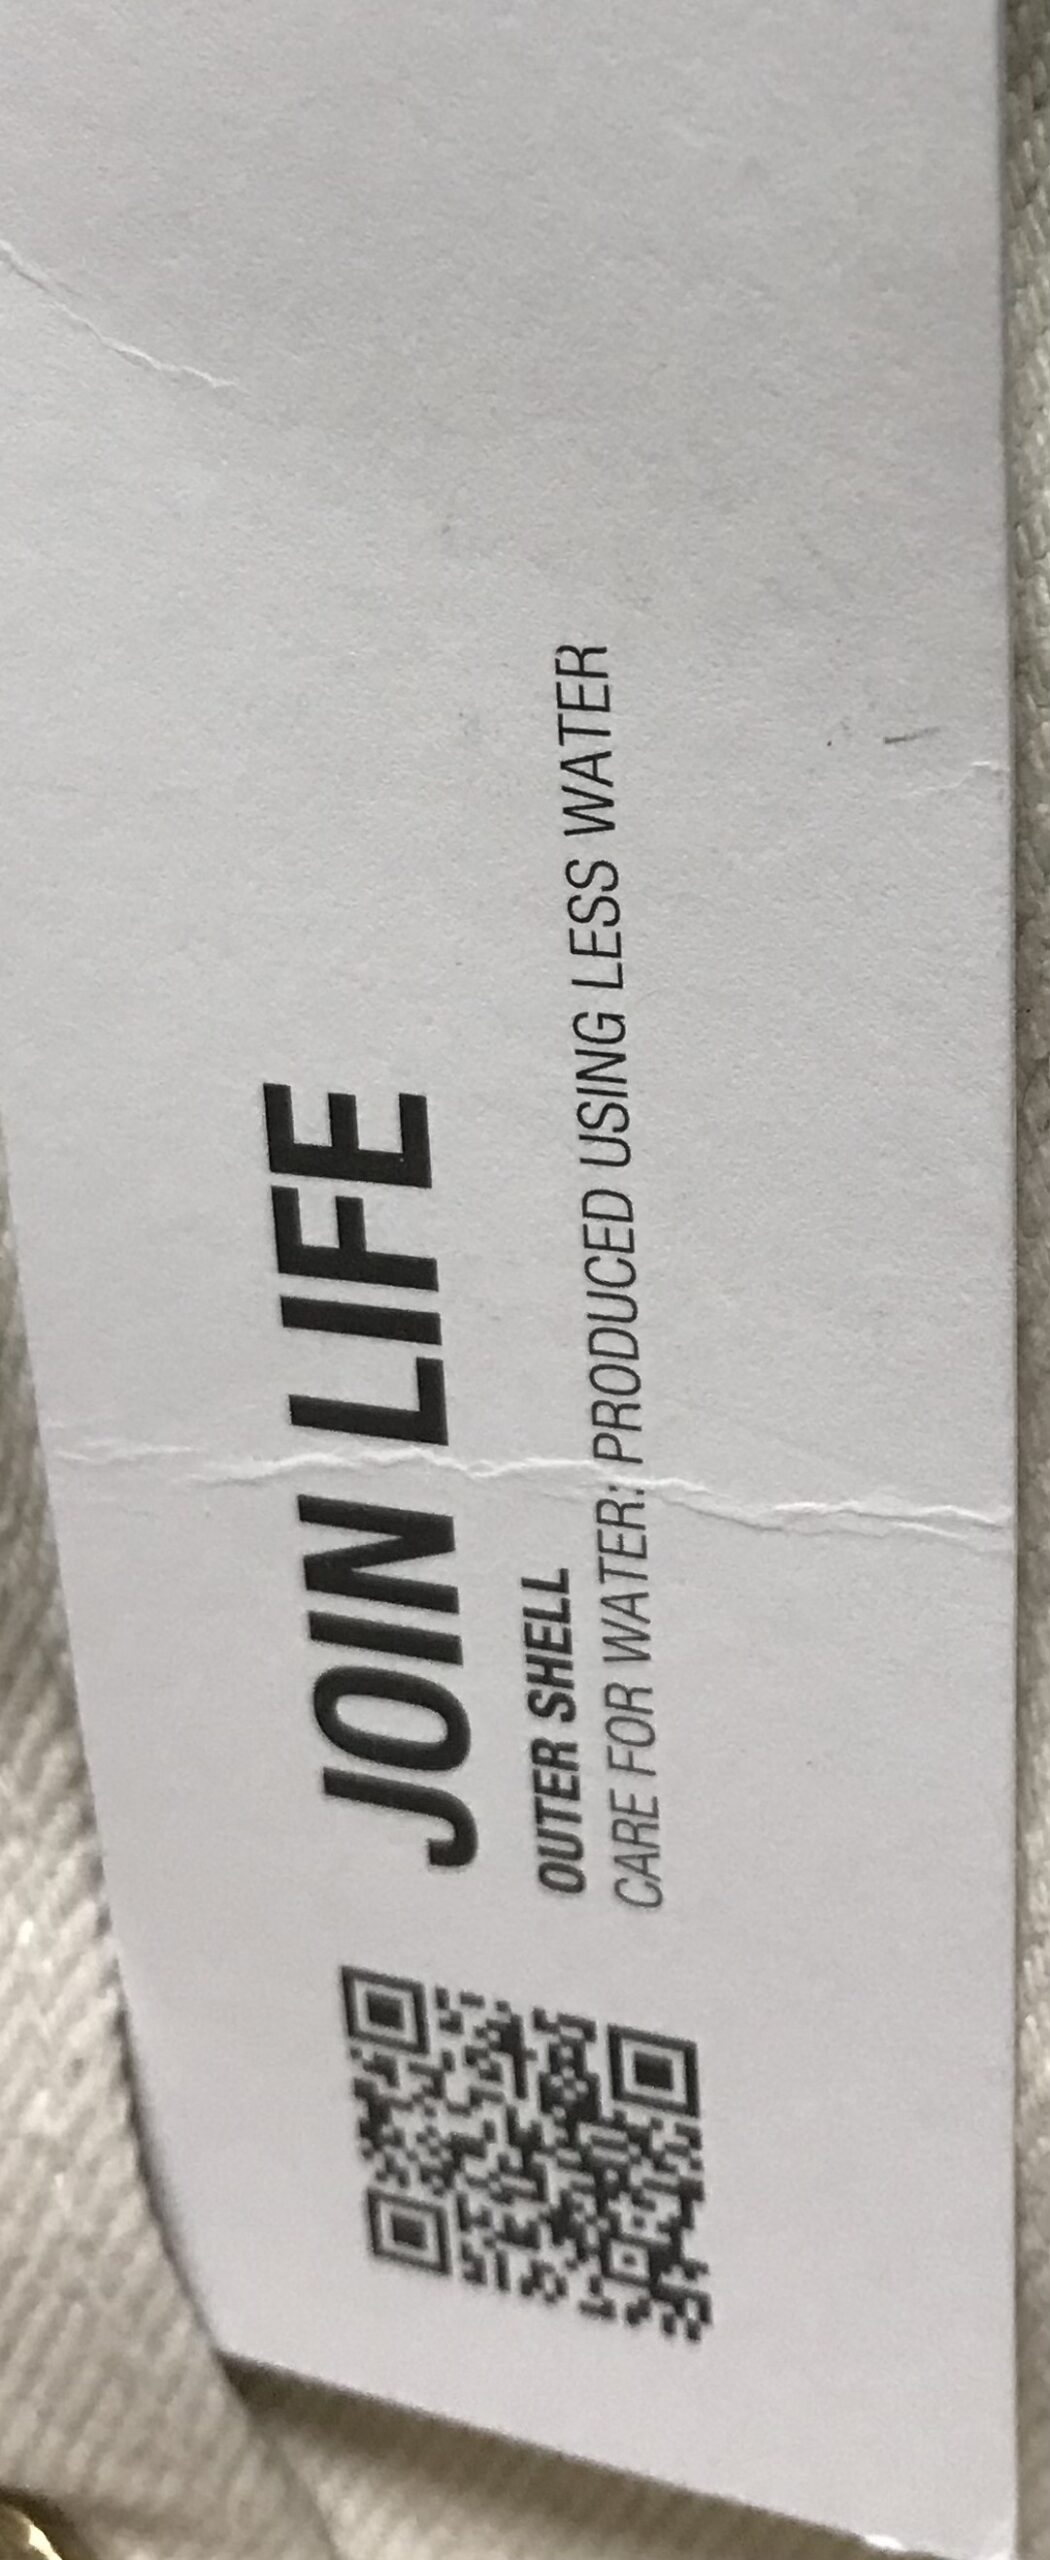 JOIN LIFE
OUTER SHELL
CARE FOR WATER: PRODUCED USING LESS WATER